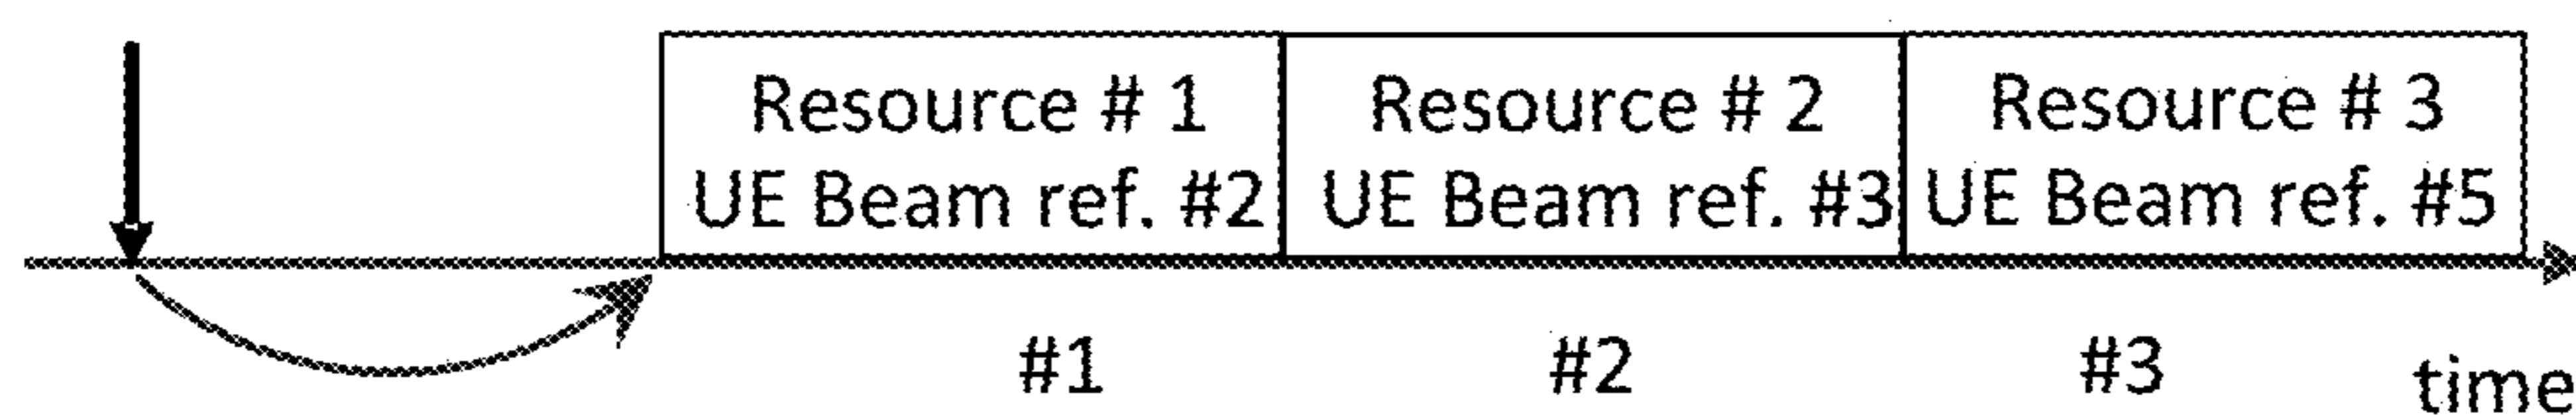 Resource # 1
UE Beam ref. #2
Resource # 2
UE Beam ref. #3
Resource # 3
UE Beam ref. #5
#1
#2
#3
time